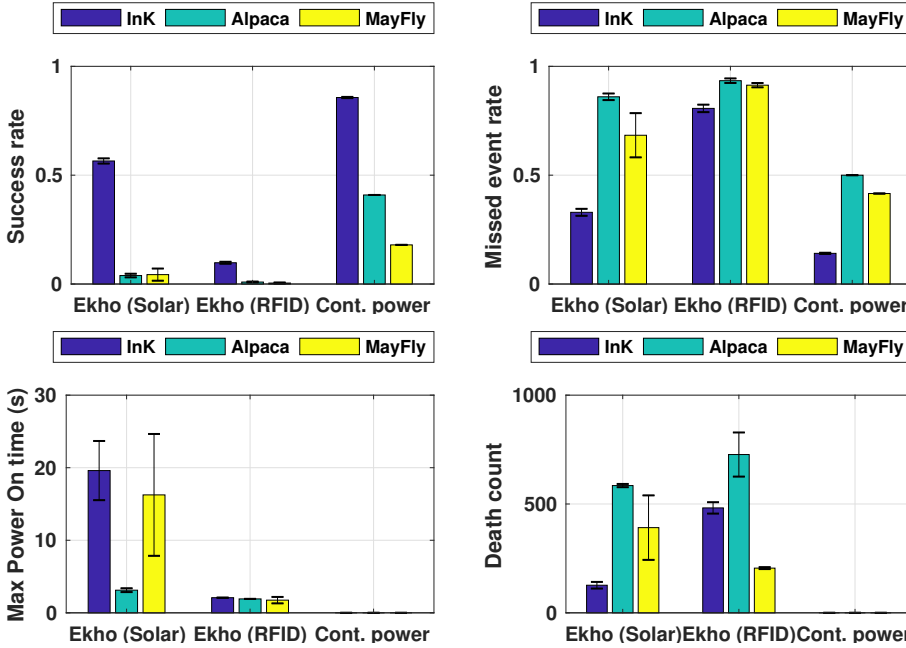 InK Alpaca MayFly
1
0.5
0
Success rate
Ekho (Solar) Ekho (RFID) Cont. power
InK Alpaca MayFly
1
0.5
0
Missed event rate
Ekho (Solar) Ekho (RFID) Cont. power
InK Alpaca MayFly
30
20
10
0
Max Power On time (s)
Ekho (Solar) Ekho (RFID) Cont. power
InK Alpaca MayFly
1000
500
0
Death count
Ekho (Solar) Ekho (RFID) Cont. power